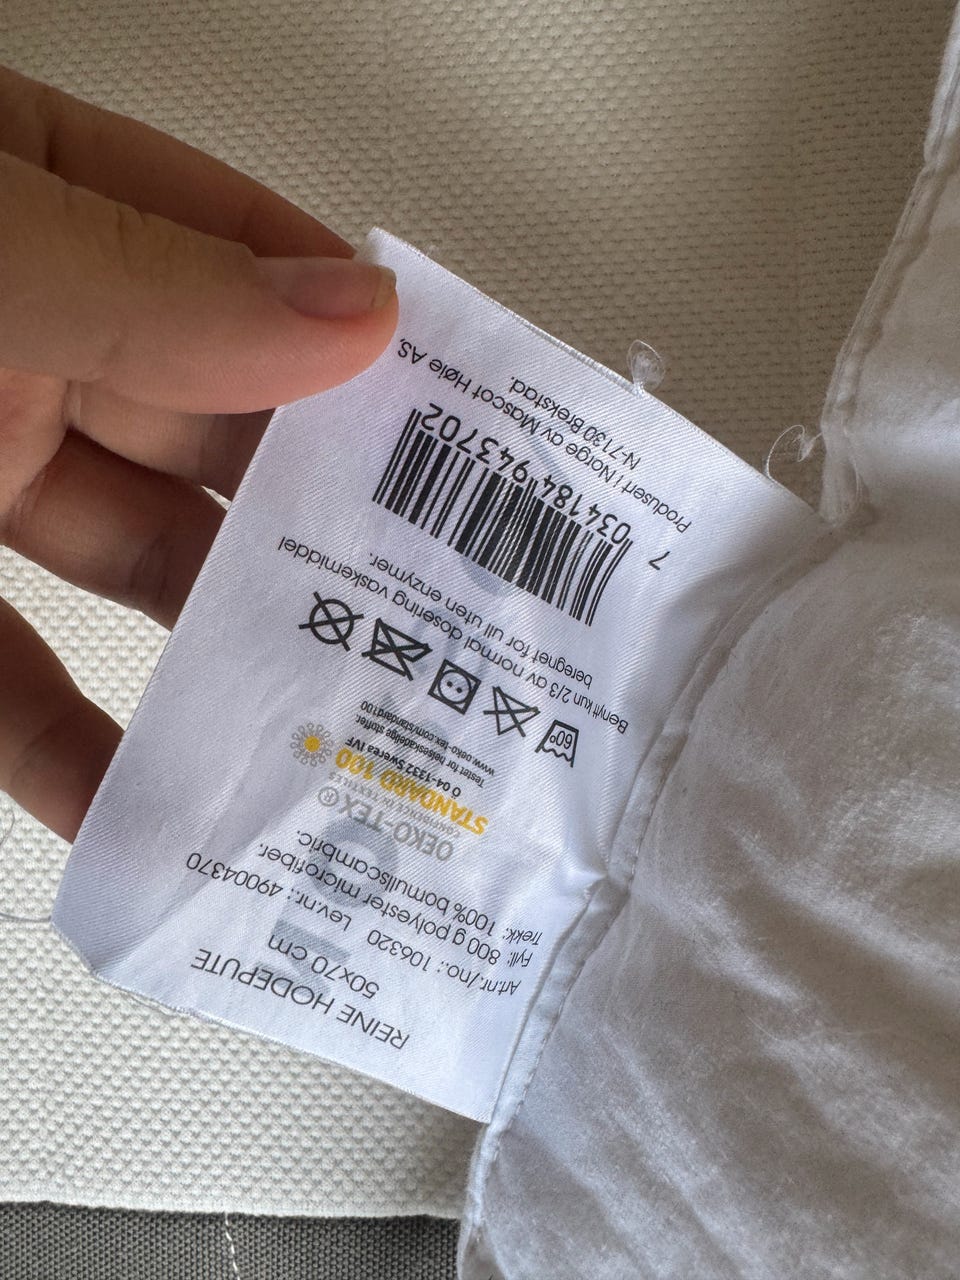 REINE HODEPUTE
50x70 cm
Art.nr./no.: 106320 Lev.nr.: 49004370
Fyll: 800 g polyester microfiber.
Trekk: 100% bomullscambric.
OEKO-TEX®
CONFIDENCE IN TEXTILES
STANDARD 100
O 04-1332 Swerea IVF
Testet for helseskadelige stoffer.
www.oeko-tex.com/standard100
60°
Benytt kun 2/3 av normal dosering vaskemiddel
beregnet for ull uten enzymer.
7 034184 943702
Produsert i Norge av Mascot Høie AS,
N-7130 Brekstad.